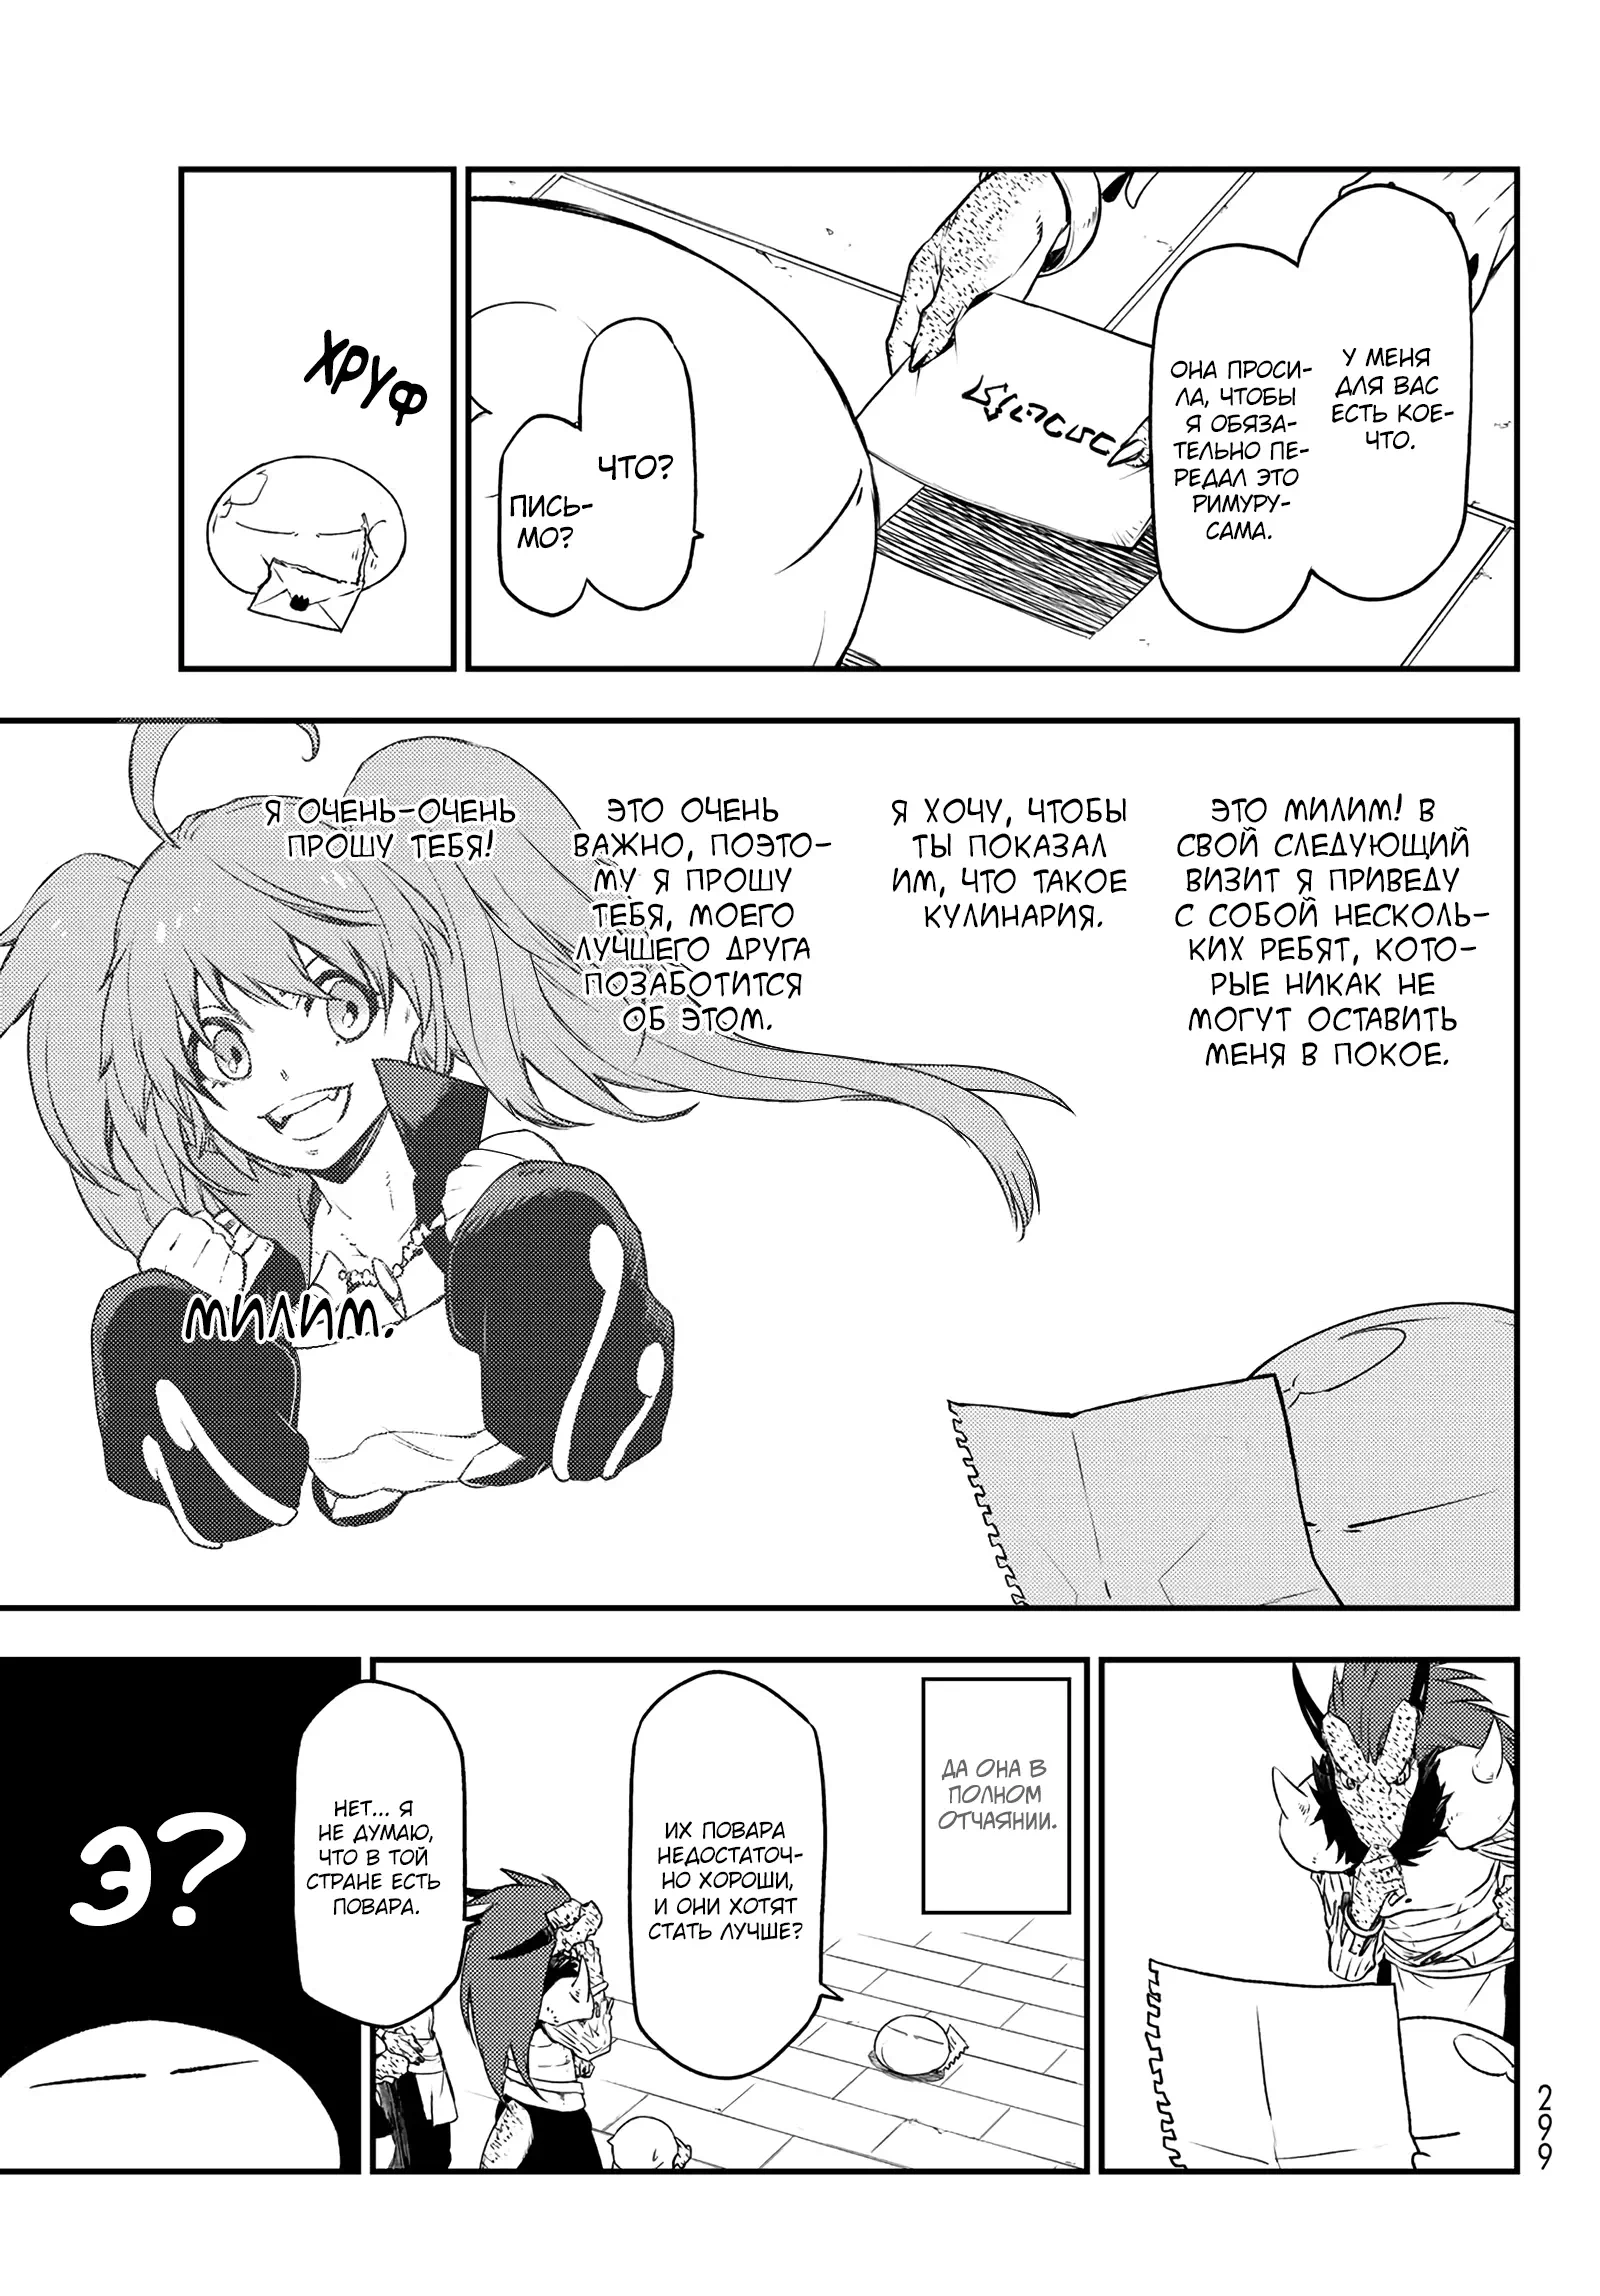 У МЕНЯ
ДЛЯ ВАС
ЕСТЬ КОЕ-
ЧТО.
ОНА ПРОСИ-
ЛА, ЧТОБЫ
Я ОБЯЗА-
ТЕЛЬНО ПЕ-
РЕДАЛ ЭТО
РИМУРУ-
САМА.
ЧТО?
ПИСЬ-
МО?
ХРУФ
ЭТО МИЛИМ! В
СВОЙ СЛЕДУЮЩИЙ
ВИЗИТ Я ПРИВЕДУ
С СОБОЙ НЕСКОЛЬ-
КИХ РЕБЯТ, КОТО-
РЫЕ НИКАК НЕ
МОГУТ ОСТАВИТЬ
МЕНЯ В ПОКОЕ.
Я ХОЧУ, ЧТОБЫ
ТЫ ПОКАЗАЛ
ИМ, ЧТО ТАКОЕ
КУЛИНАРИЯ.
ЭТО ОЧЕНЬ
ВАЖНО, ПОЭТО-
МУ Я ПРОШУ
ТЕБЯ, МОЕГО
ЛУЧШЕГО ДРУГА
ПОЗАБОТИТСЯ
ОБ ЭТОМ.
Я ОЧЕНЬ-ОЧЕНЬ
ПРОШУ ТЕБЯ!
МИЛИМ.
ДА ОНА В
ПОЛНОМ
ОТЧАЯНИИ.
ИХ ПОВАРА
НЕДОСТАТОЧ-
НО ХОРОШИ,
И ОНИ ХОТЯТ
СТАТЬ ЛУЧШЕ?
НЕТ... Я
НЕ ДУМАЮ,
ЧТО В ТОЙ
СТРАНЕ ЕСТЬ
ПОВАРА.
Э?
299